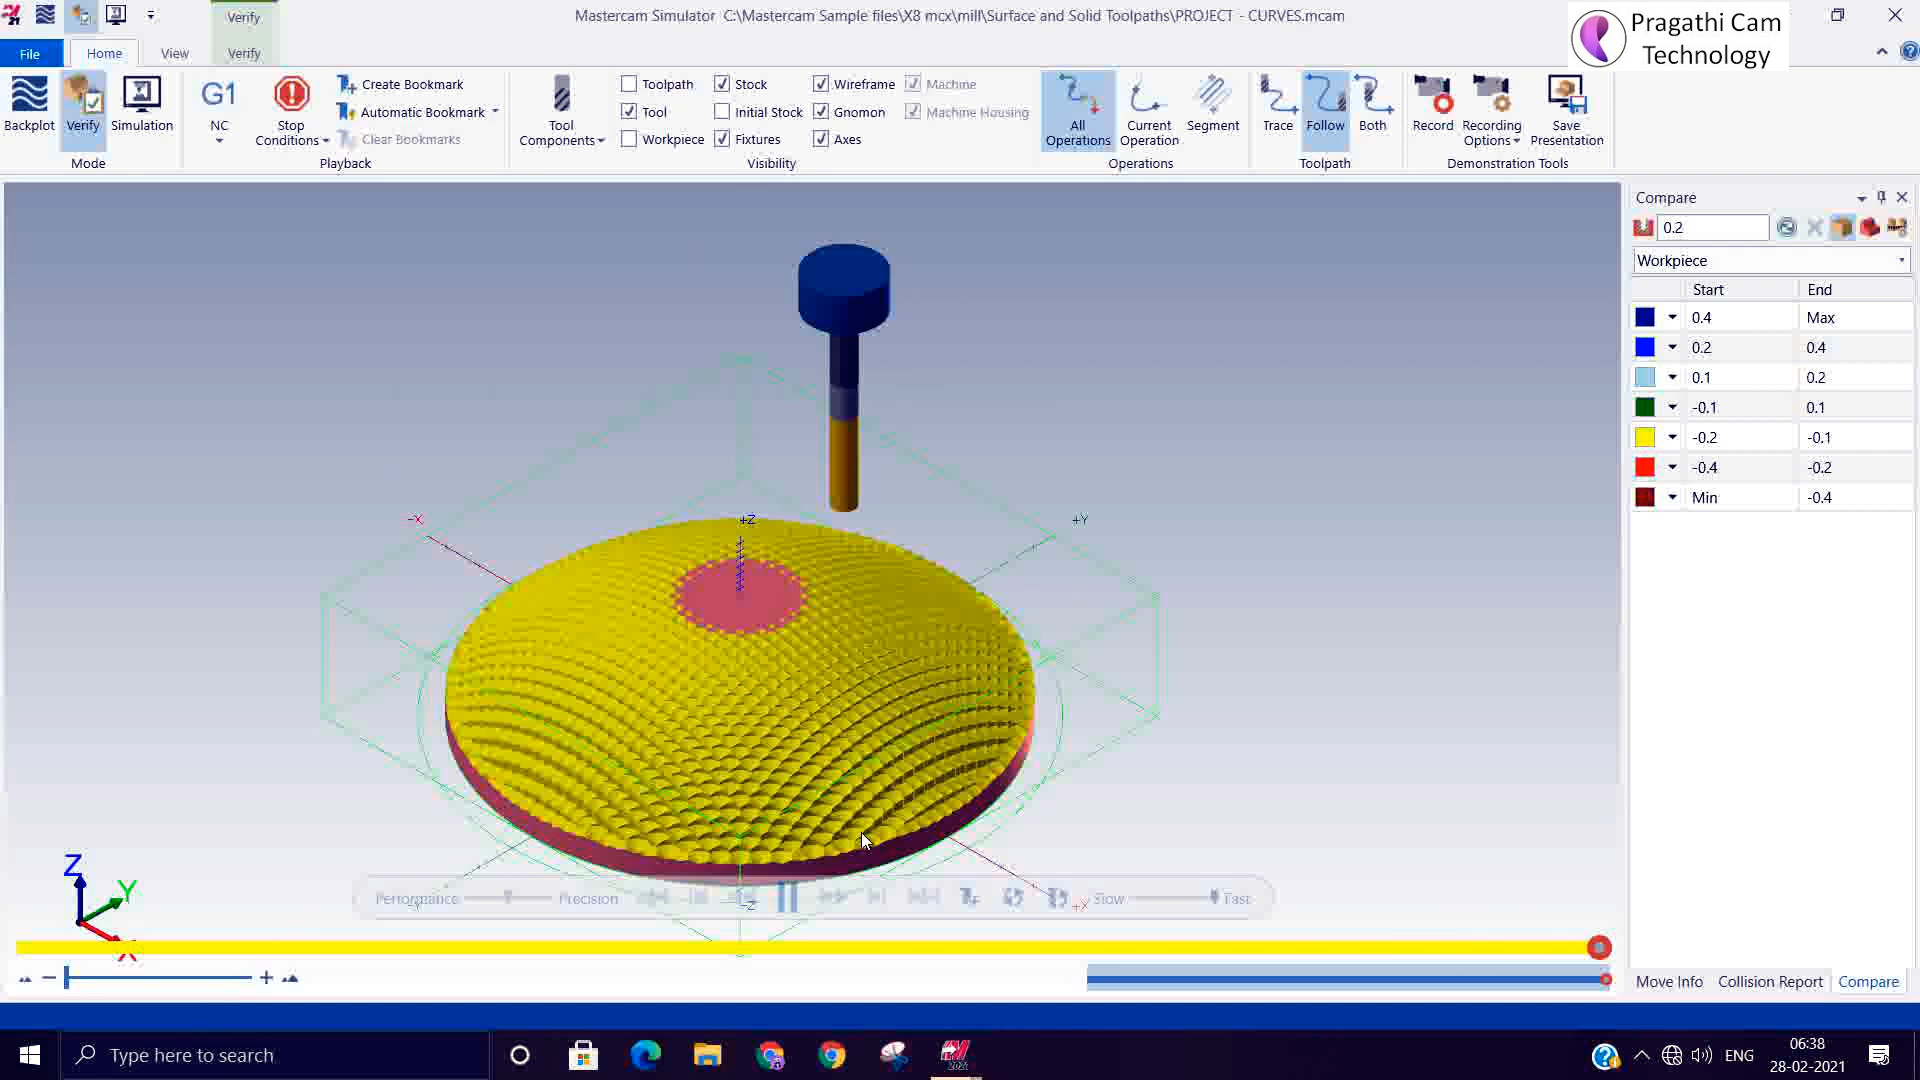 Verify
Mastercam Simulator C:\Mastercam Sample files\X8 mcx\mill\Surface and Solid Toolpaths\PROJECT - CURVES.mcam
Pragathi Cam
Technology
File
Home
View
Verify
Backplot
Verify
Simulation
Mode
G1
NC
Stop
Conditions
Create Bookmark
Automatic Bookmark
Clear Bookmarks
Playback
Tool
Components
Toolpath
Tool
Workpiece
Stock
Initial Stock
Fixtures
Wireframe
Gnomon
Axes
Machine
Machine Housing
Visibility
All
Operations
Current
Operation
Segment
Operations
Trace
Follow
Both
Toolpath
Record
Recording
Options
Save
Presentation
Demonstration Tools
Compare
0.2
Workpiece
Start End
0.4 Max
0.2 0.4
0.1 0.2
-0.1 0.1
-0.2 -0.1
-0.4 -0.2
Min -0.4
-X
+Z
+Y
-Y
-Z
+X
Z
Y
X
Performance
Precision
Slow
Fast
Move Info
Collision Report
Compare
Type here to search
2021
ENG
06:38
28-02-2021